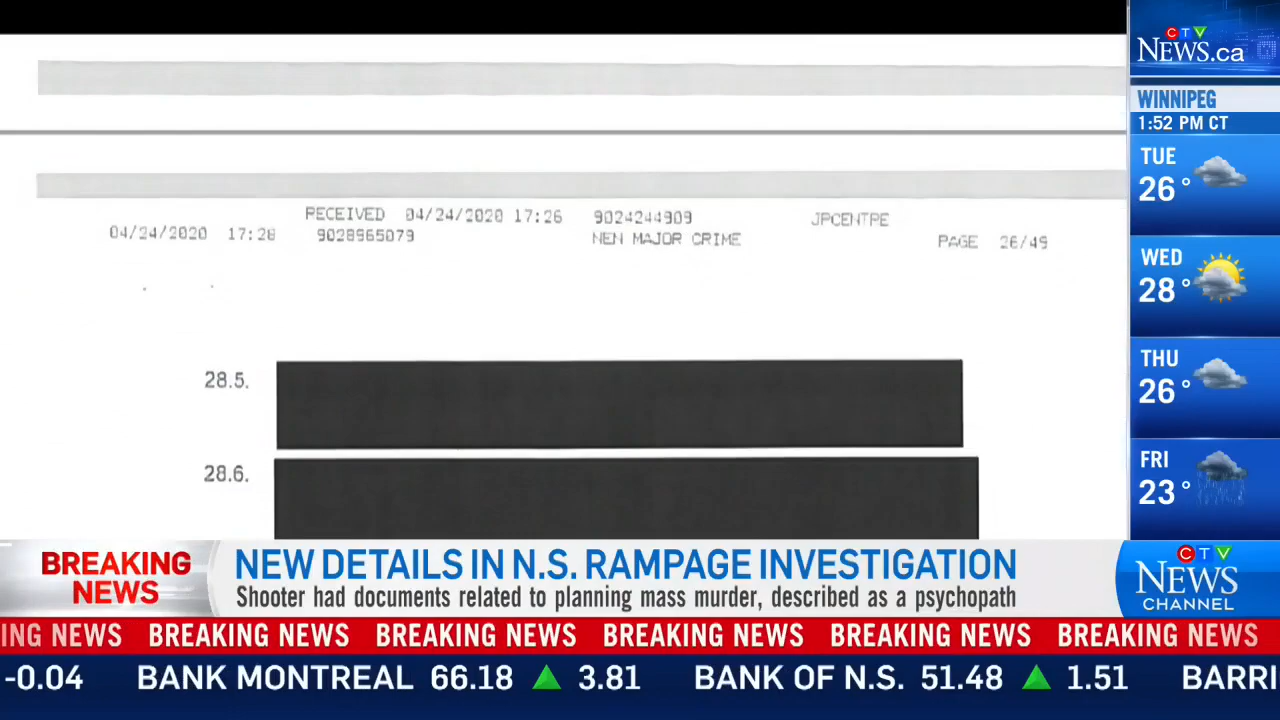 RECEIVED 04/24/2020 17:26 9024244909 JPCENTPE
04/24/2020 17:28 9028965079 NEN MAJOR CRIME PAGE 26/49
28.5.
28.6.
CTV
NEWS.ca
WINNIPEG
1:52 PM CT
TUE
26°
WED
28°
THU
26°
FRI
23°
BREAKING
NEWS
NEW DETAILS IN N.S. RAMPAGE INVESTIGATION
Shooter had documents related to planning mass murder, described as a psychopath
CTV
NEWS
CHANNEL
ING NEWS BREAKING NEWS BREAKING NEWS BREAKING NEWS BREAKING NEWS BREAKING NEWS
-0.04 BANK MONTREAL 66.18 ▲ 3.81 BANK OF N.S. 51.48 ▲ 1.51 BARRI